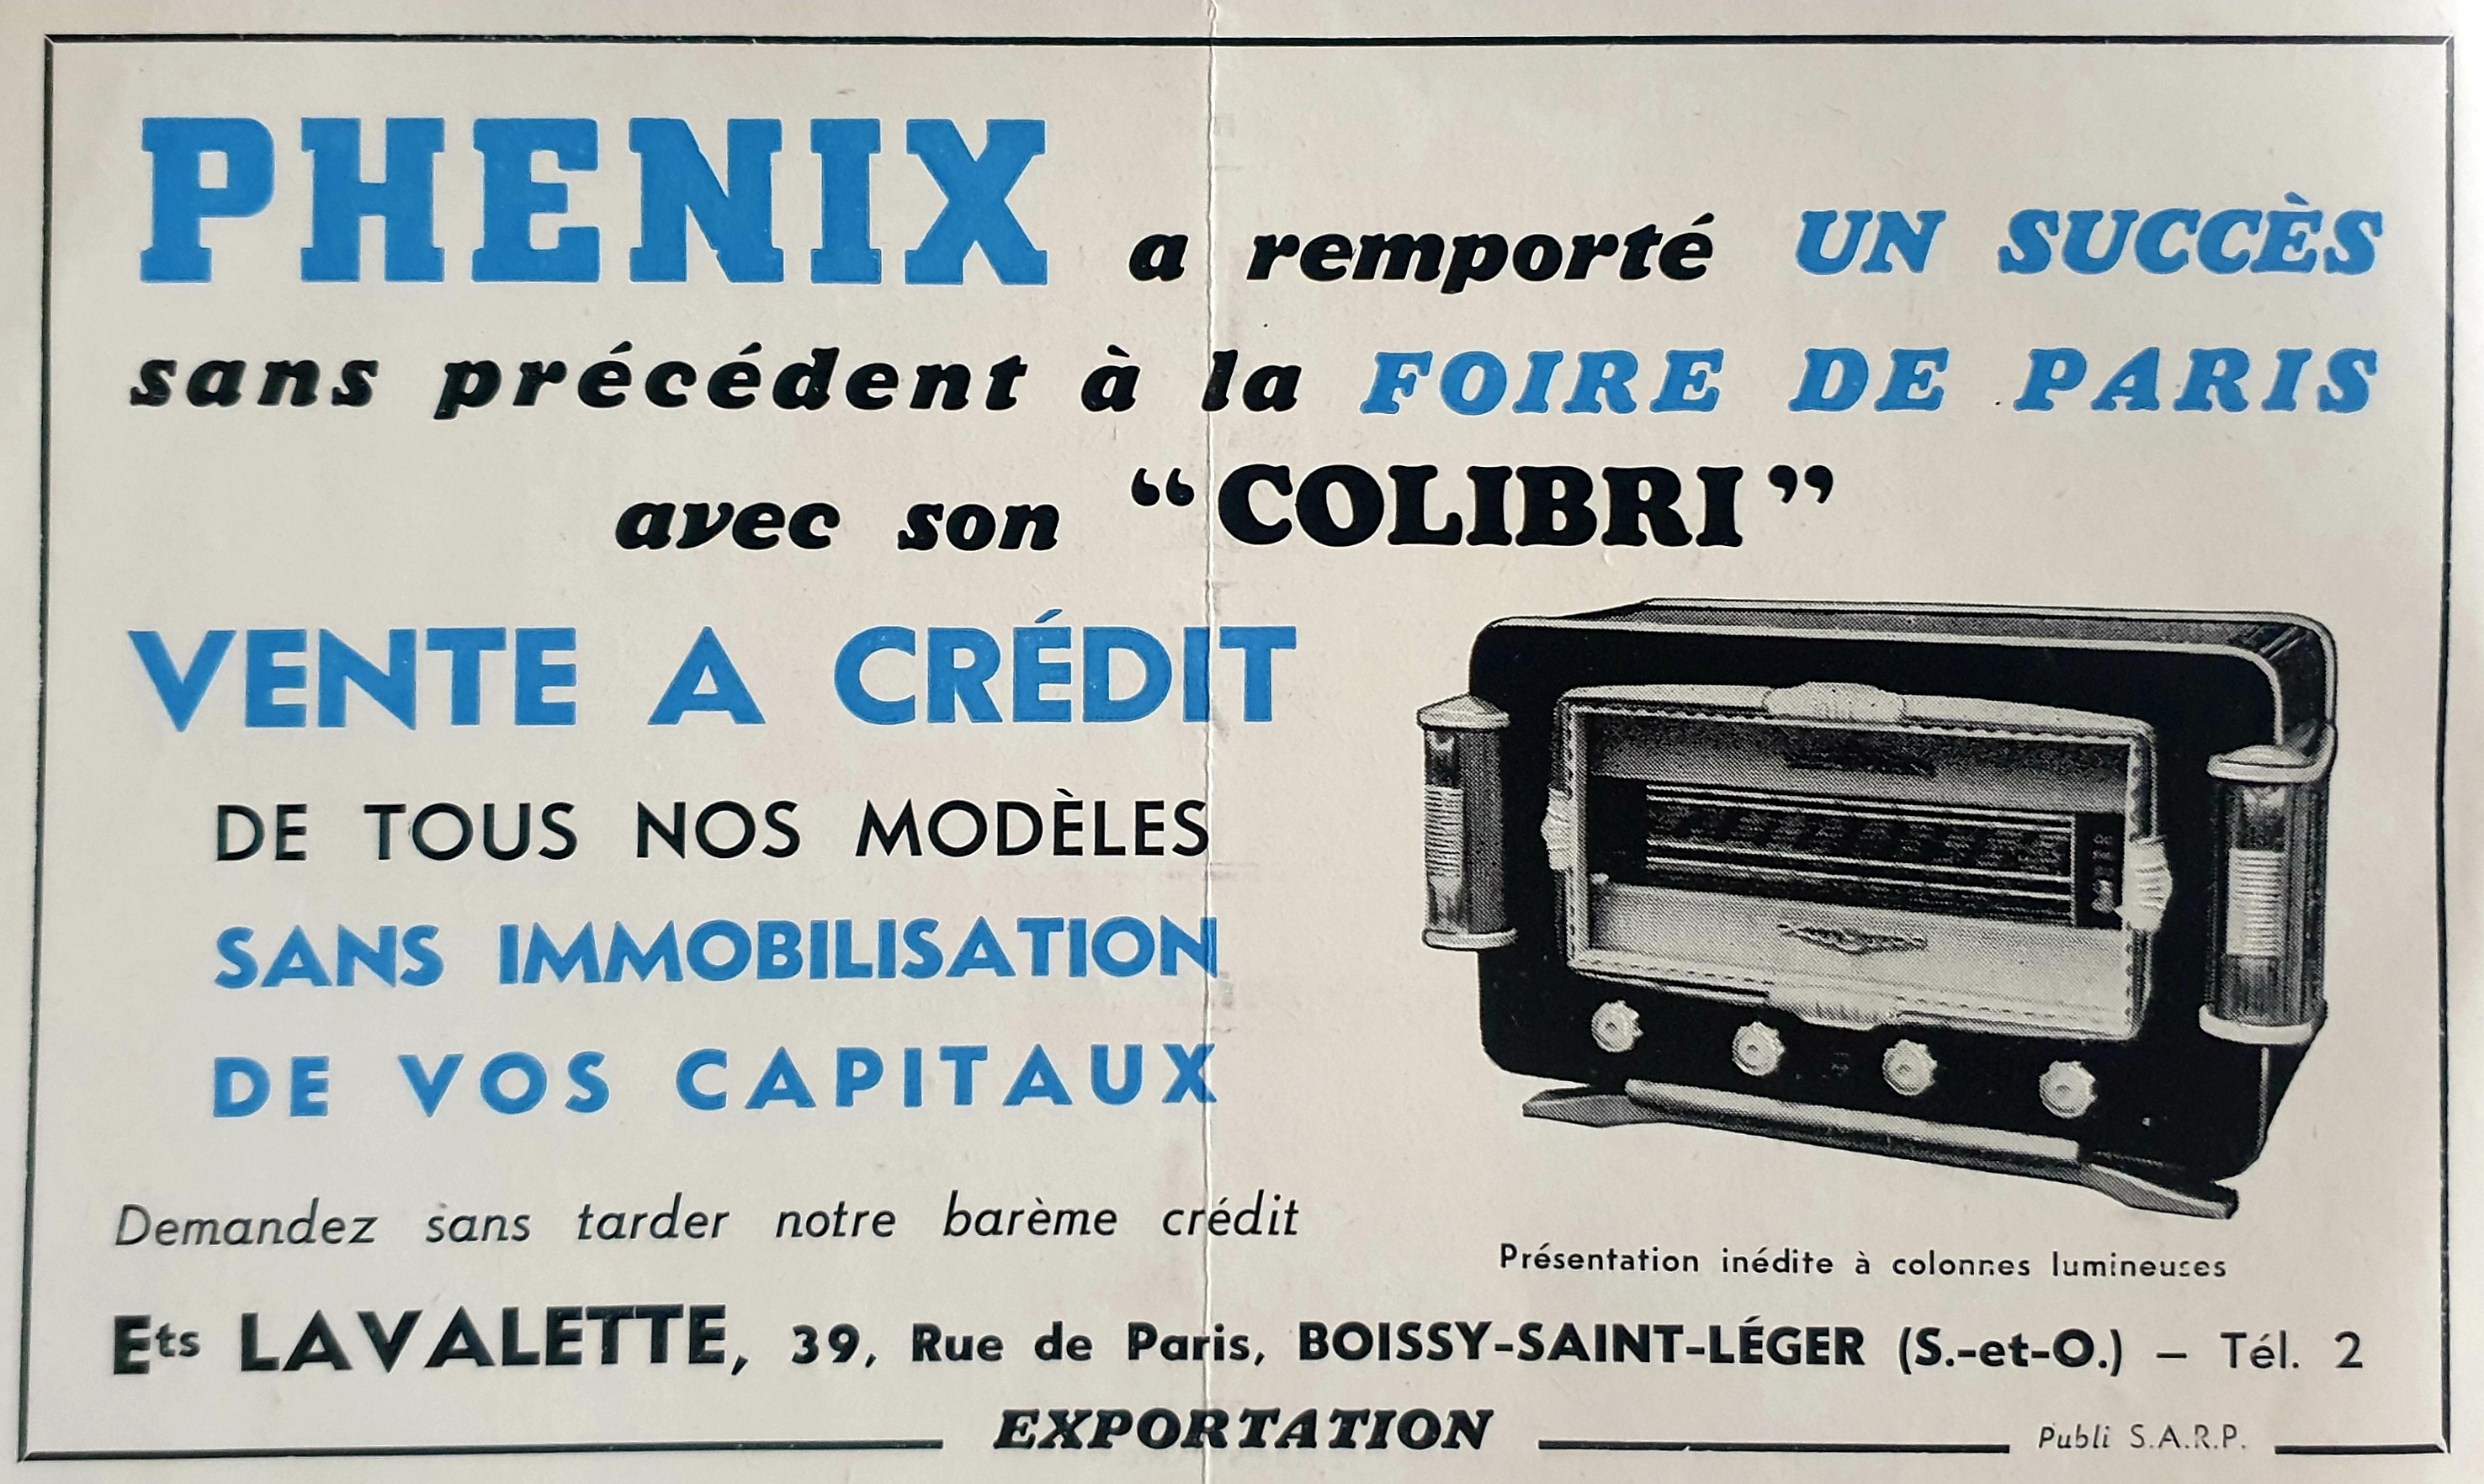 PHENIX a remporté UN SUCCÈS
sans précédent à la FOIRE DE PARIS
avec son “COLIBRI”
VENTE A CRÉDIT
DE TOUS NOS MODÈLES
SANS IMMOBILISATION
DE VOS CAPITAUX
Demandez sans tarder notre barème crédit
Présentation inédite à colonnes lumineuses
Ets LAVALETTE, 39, Rue de Paris, BOISSY-SAINT-LÉGER (S.-et-O.) — Tél. 2
EXPORTATION
Publi S.A.R.P.